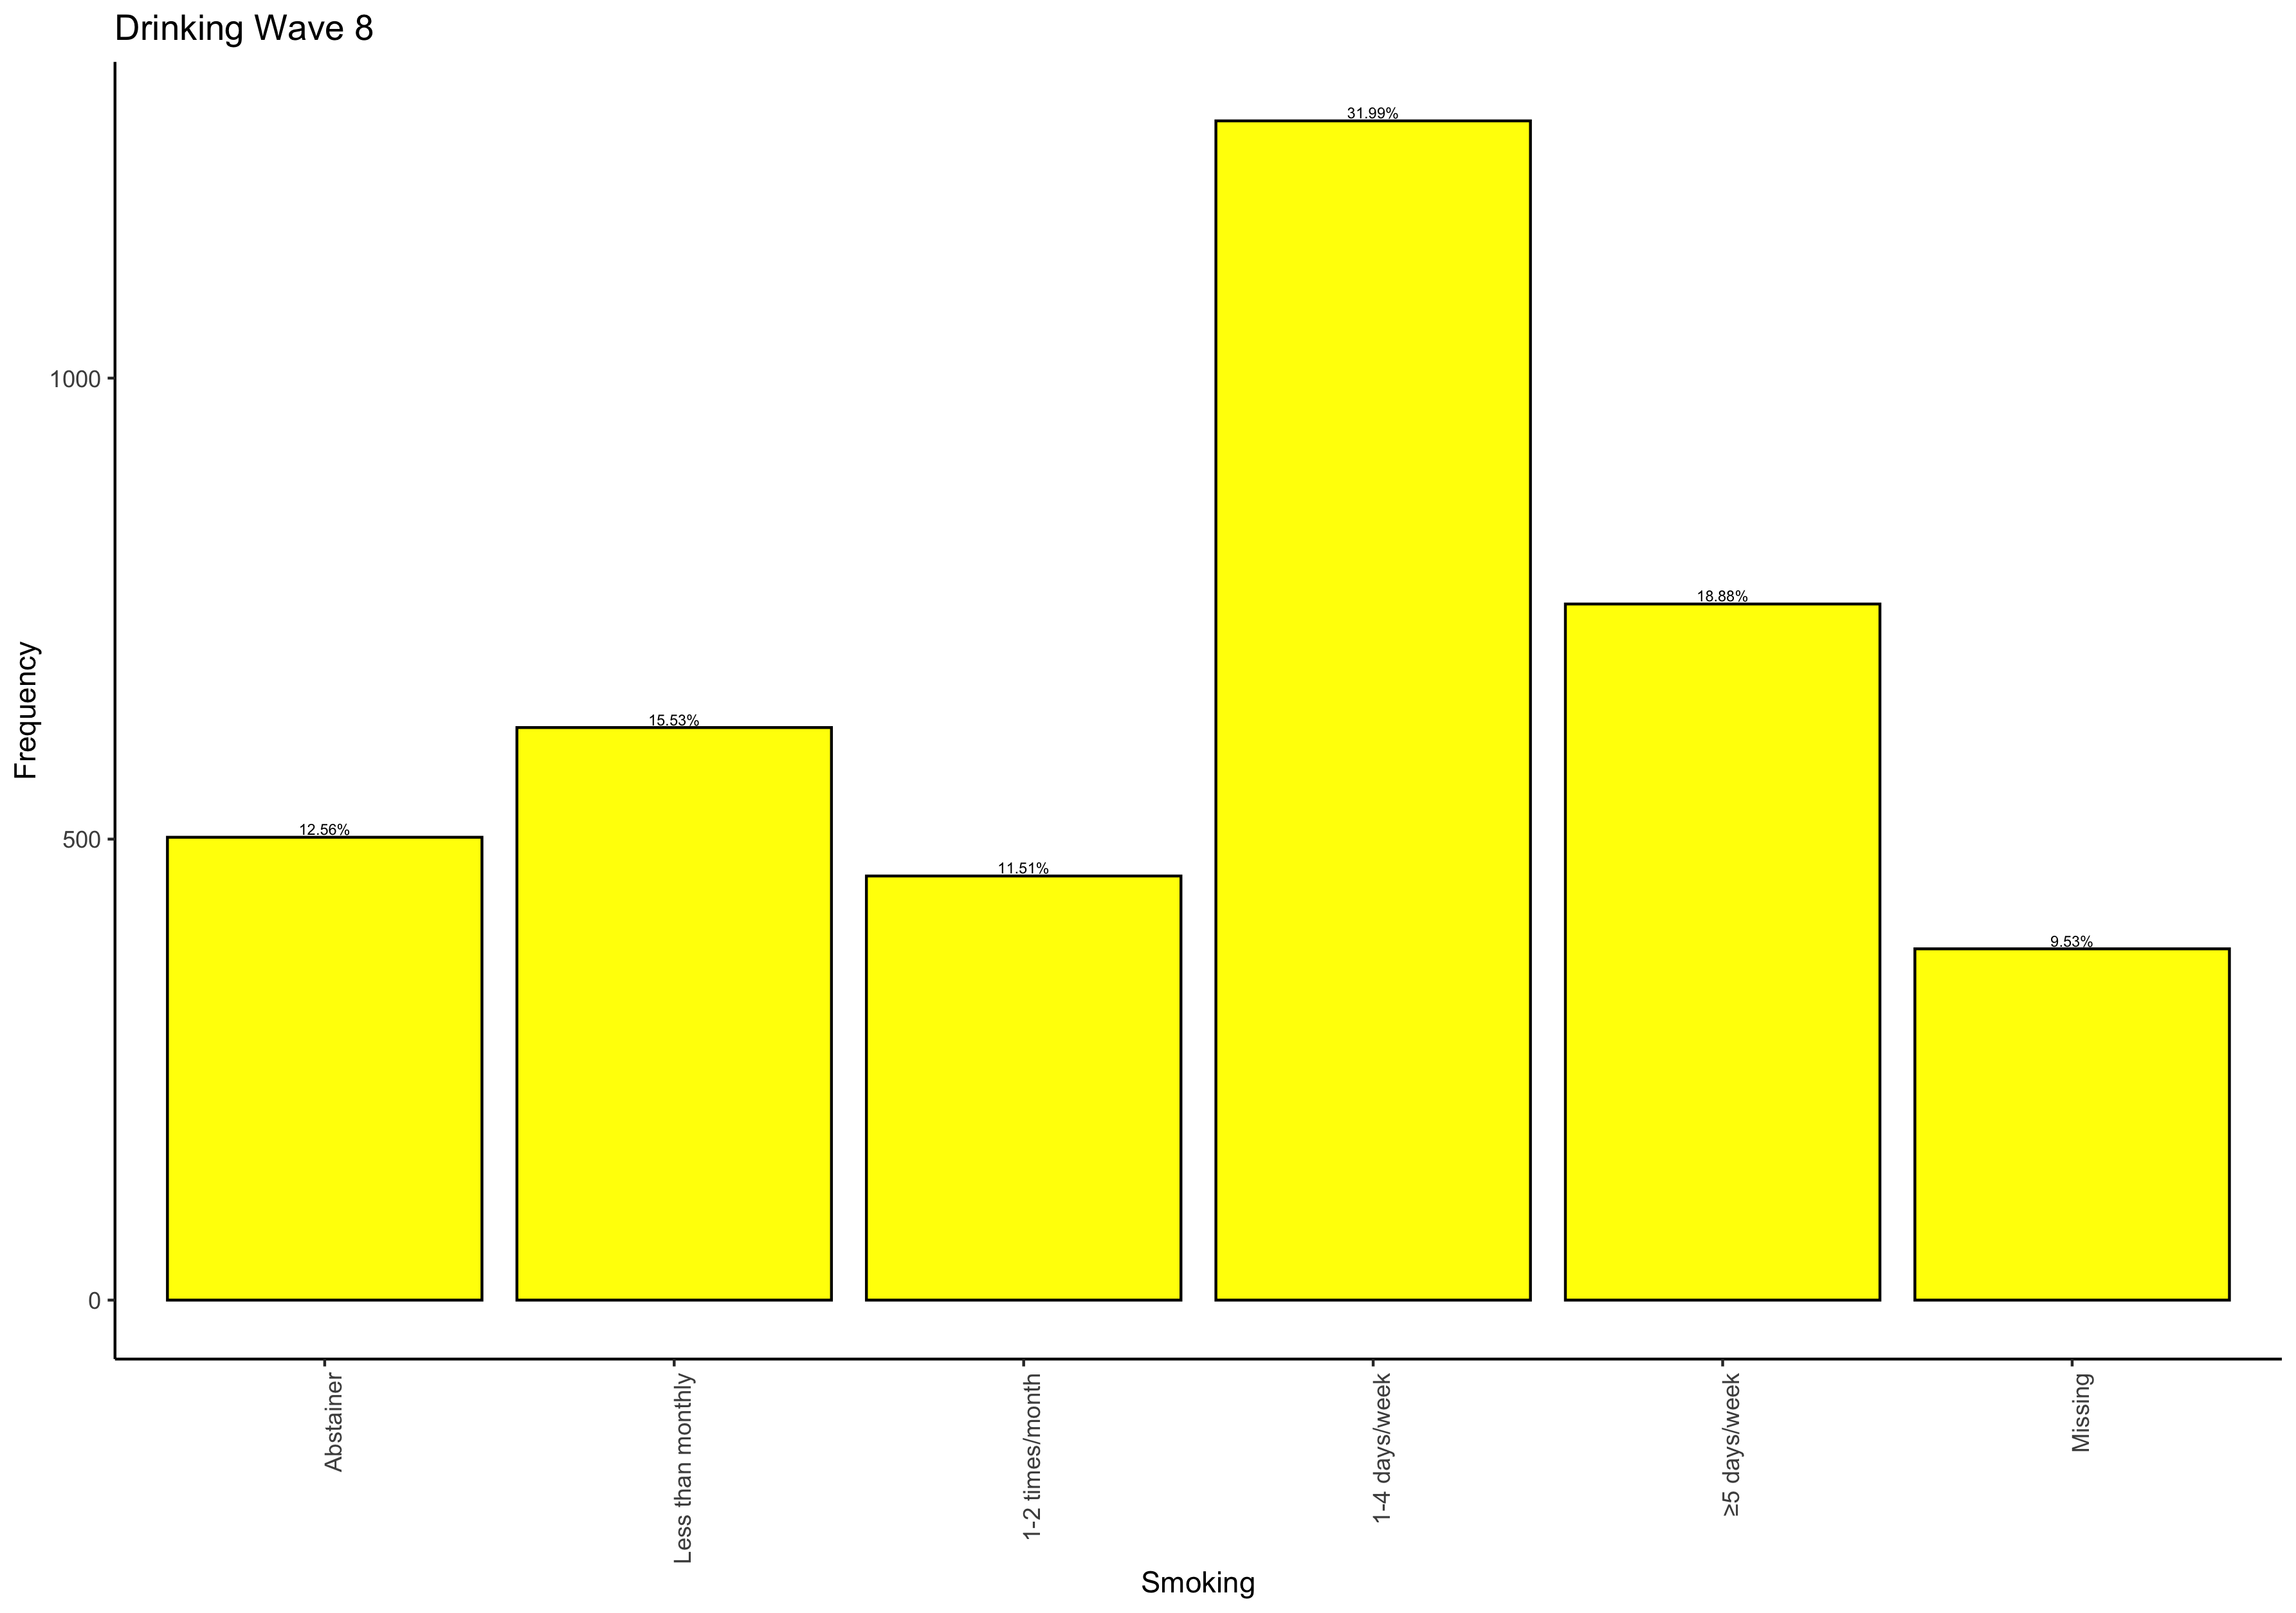 Drinking Wave 8
Frequency
1000
500
0
12.56%
15.53%
11.51%
31.99%
18.88%
9.53%
Abstainer
Less than monthly
1-2 times/month
1-4 days/week
≥5 days/week
Missing
Smoking